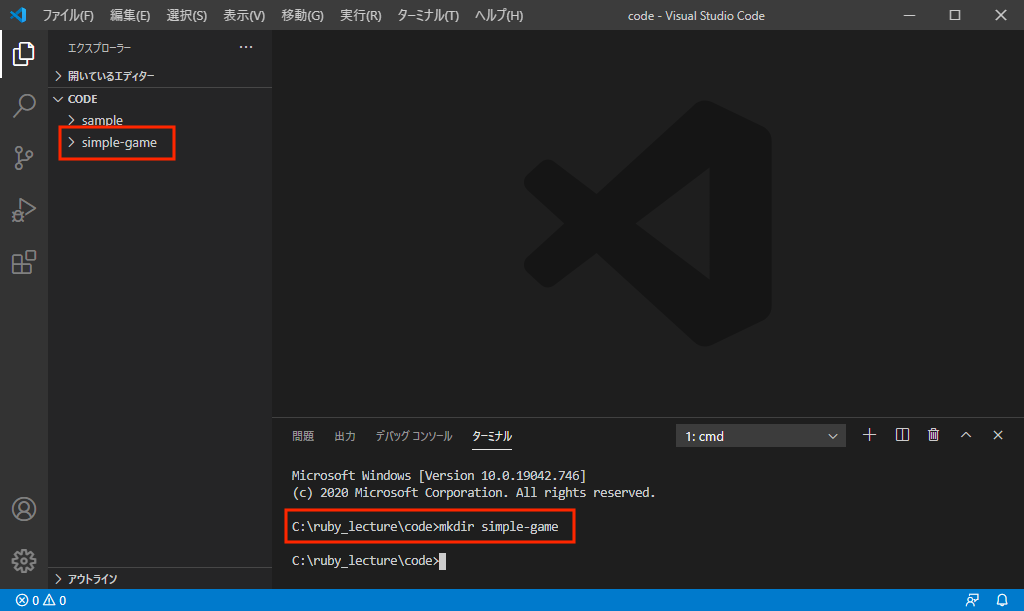 ファイル(F) 編集(E) 選択(S) 表示(V) 移動(G) 実行(R) ターミナル(T) ヘルプ(H) code - Visual Studio Code
エクスプローラー ...
開いているエディター
CODE
sample
simple-game
問題 出力 デバッグ コンソール ターミナル 1: cmd
Microsoft Windows [Version 10.0.19042.746]
(c) 2020 Microsoft Corporation. All rights reserved.
C:\ruby_lecture\code>mkdir simple-game
C:\ruby_lecture\code>
アウトライン
0 0